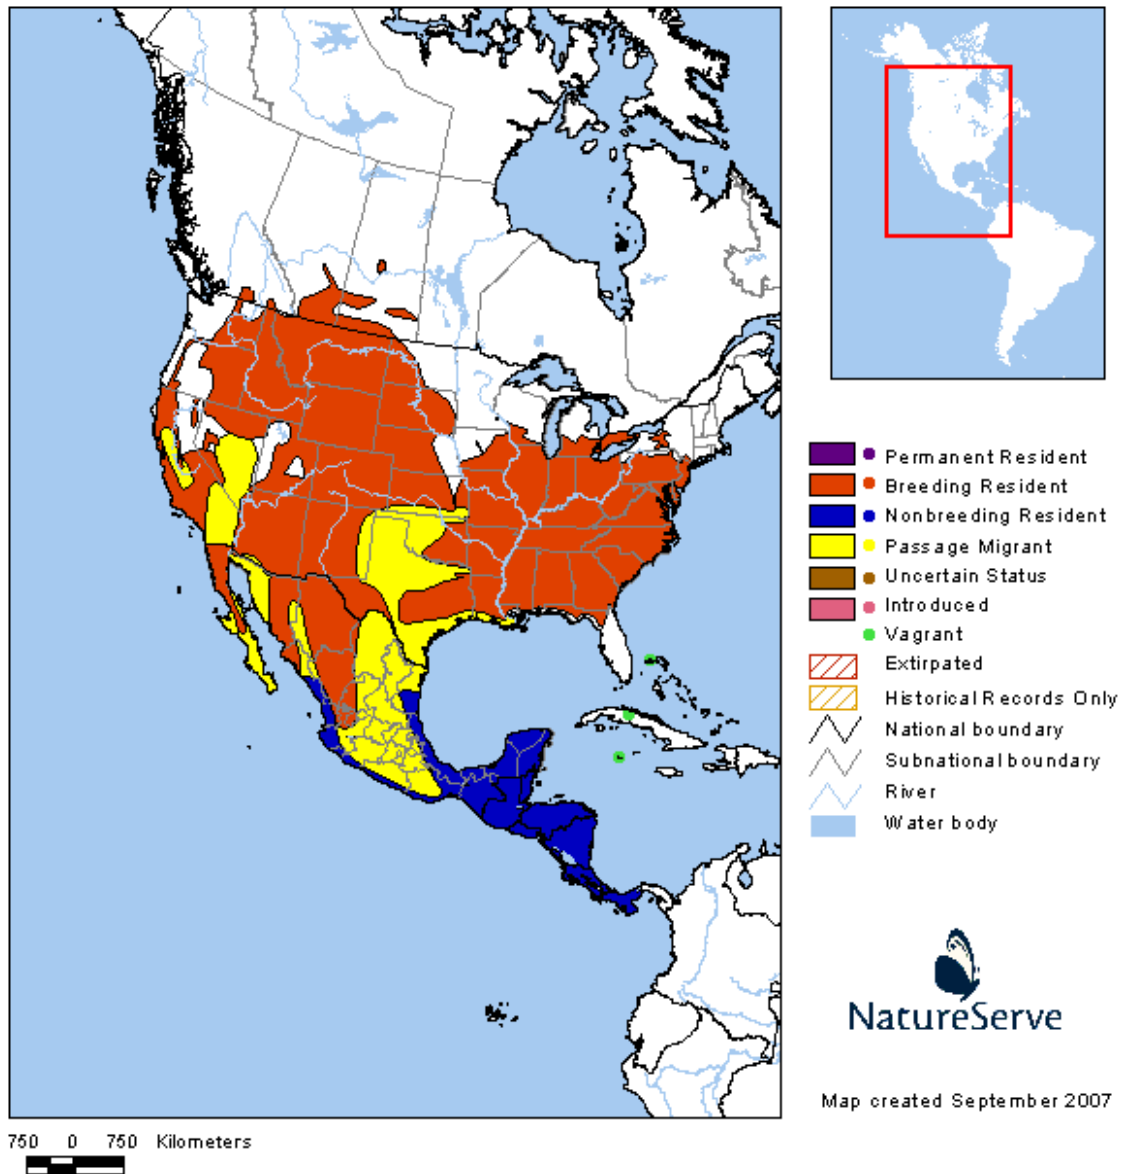 Permanent Resident
Breeding Resident
Nonbreeding Resident
Passage Migrant
Uncertain Status
Introduced
Vagrant
Extirpated
Historical Records Only
National boundary
Subnational boundary
River
Water body
NatureServe
Map created September 2007
750 0 750 Kilometers